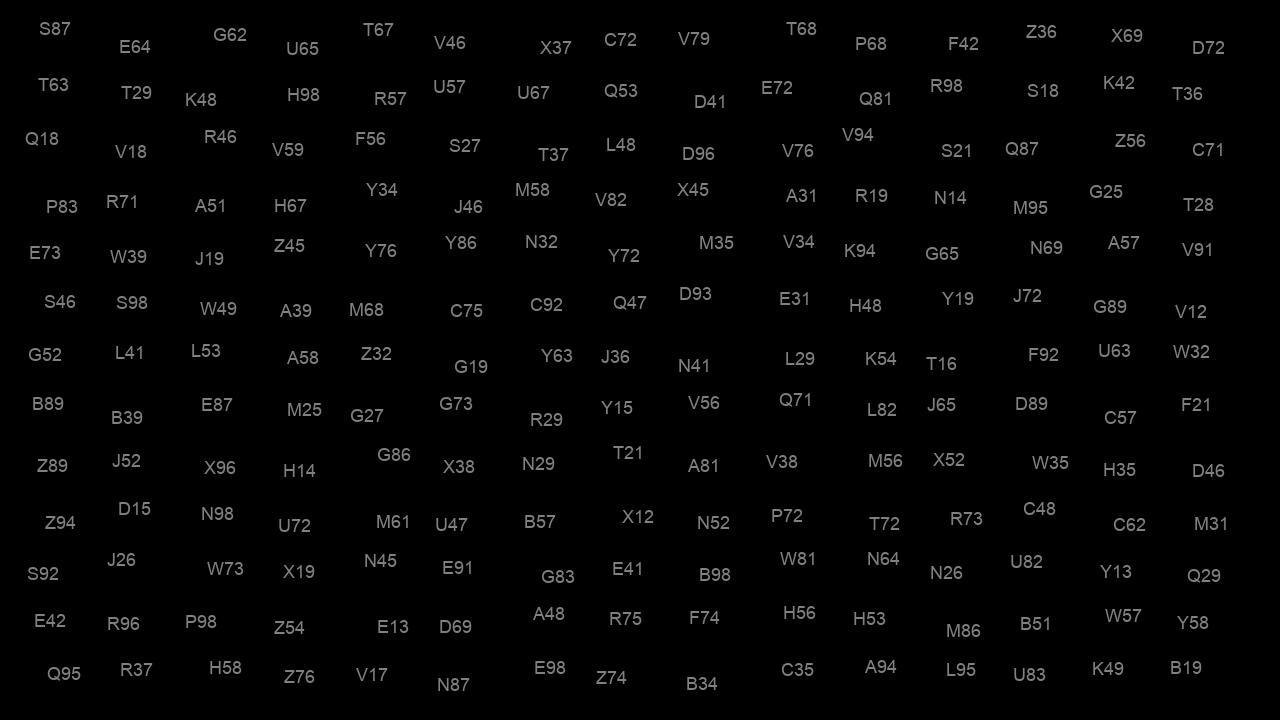 S87 E64 G62 U65 T67 V46 X37 C72 V79 T68 P68 F42 Z36 X69 D72
T63 T29 K48 H98 R57 U57 U67 Q53 D41 E72 Q81 R98 S18 K42 T36
Q18 V18 R46 V59 F56 S27 T37 L48 D96 V76 V94 S21 Q87 Z56 C71
P83 R71 A51 H67 Y34 J46 M58 V82 X45 A31 R19 N14 M95 G25 T28
E73 W39 J19 Z45 Y76 Y86 N32 Y72 M35 V34 K94 G65 N69 A57 V91
S46 S98 W49 A39 M68 C75 C92 Q47 D93 E31 H48 Y19 J72 G89 V12
G52 L41 L53 A58 Z32 G19 Y63 J36 N41 L29 K54 T16 F92 U63 W32
B89 B39 E87 M25 G27 G73 R29 Y15 V56 Q71 L82 J65 D89 C57 F21
Z89 J52 X96 H14 G86 X38 N29 T21 A81 V38 M56 X52 W35 H35 D46
Z94 D15 N98 U72 M61 U47 B57 X12 N52 P72 T72 R73 C48 C62 M31
S92 J26 W73 X19 N45 E91 G83 E41 B98 W81 N64 N26 U82 Y13 Q29
E42 R96 P98 Z54 E13 D69 A48 R75 F74 H56 H53 M86 B51 W57 Y58
Q95 R37 H58 Z76 V17 N87 E98 Z74 B34 C35 A94 L95 U83 K49 B19